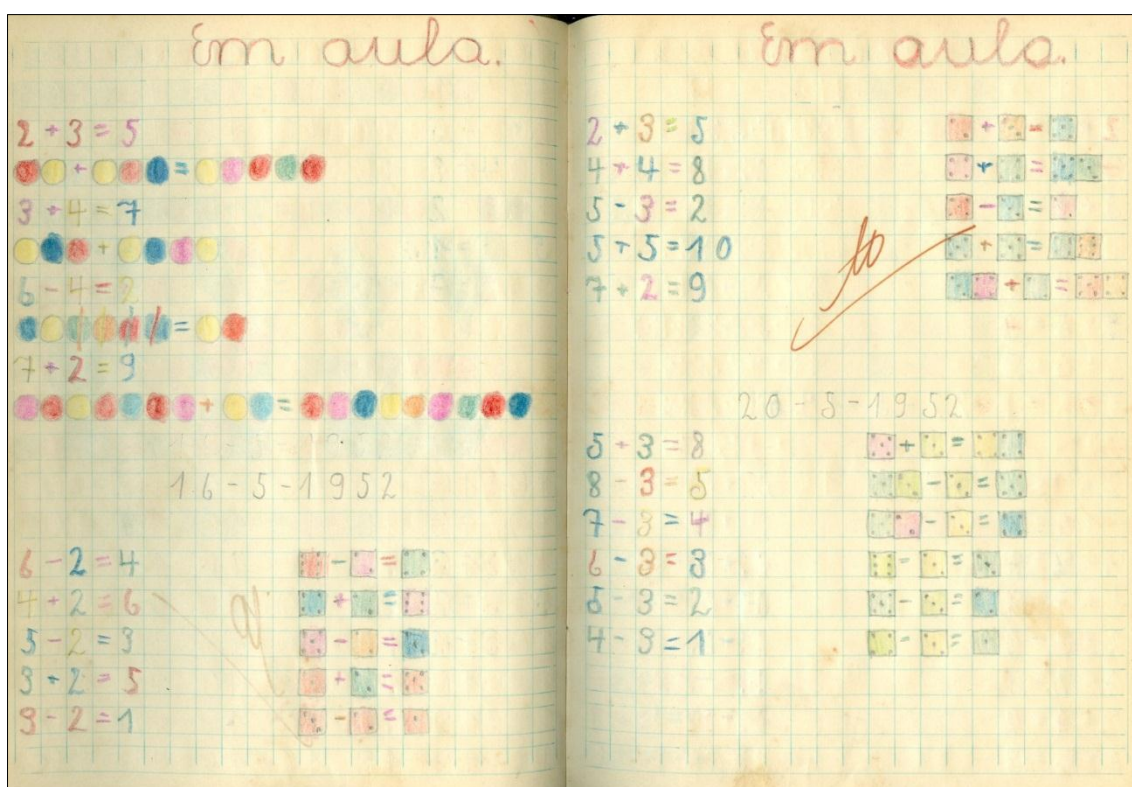 Em aula.
2 + 3 = 5
+ =
3 + 4 = 7
+
6 - 4 = 2
=
7 + 2 = 9
+ =
16 - 5 - 1952
6 - 2 = 4 - =
4 + 2 = 6 + =
5 - 2 = 3 - =
3 + 2 = 5 + =
3 - 2 = 1 - =
Em aula.
2 + 3 = 5 + =
4 + 4 = 8 + =
5 - 3 = 2 - =
5 + 5 = 10 + =
7 + 2 = 9 + =
20 - 5 - 1952
5 + 3 = 8 + =
8 - 3 = 5 - =
7 - 3 = 4 - =
6 - 3 = 3 - =
5 - 3 = 2 - =
4 - 3 = 1 - =